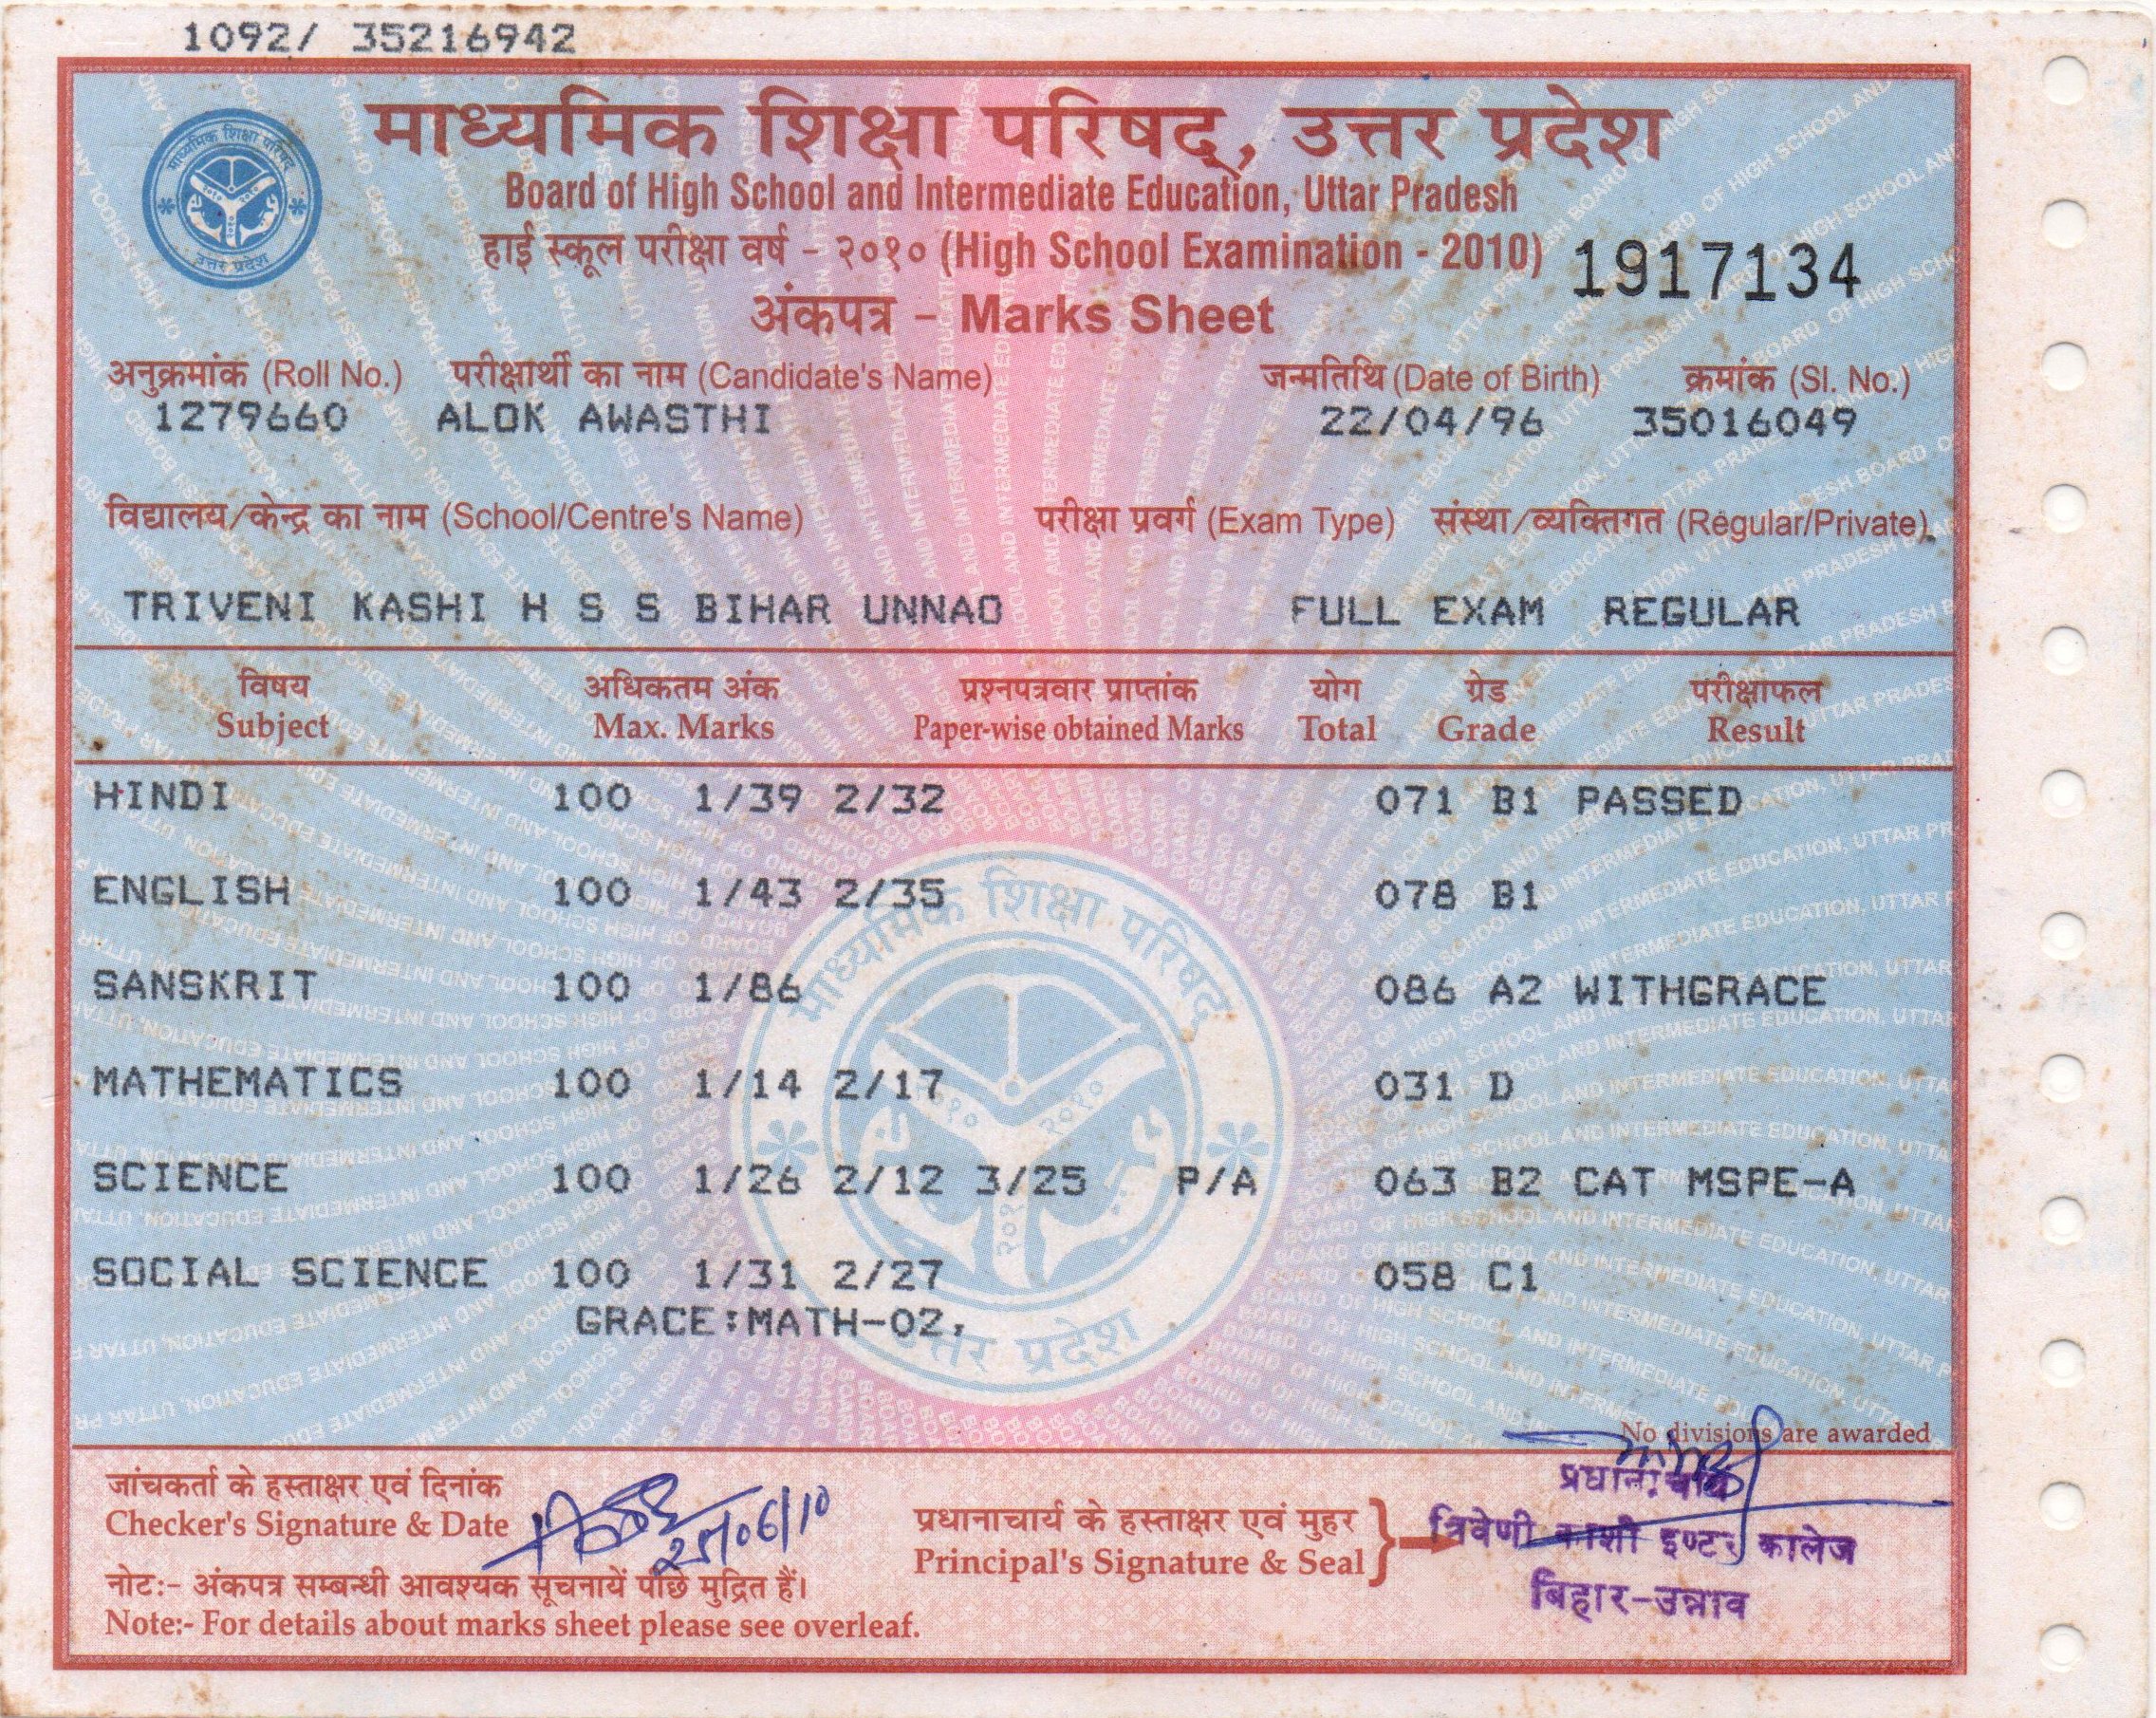 1092/ 35216942
माध्यमिक शिक्षा परिषद्, उत्तर प्रदेश
Board of High School and Intermediate Education, Uttar Pradesh
हाई स्कूल परीक्षा वर्ष - २०१० (High School Examination - 2010) 1917134
अंकपत्र - Marks Sheet
अनुक्रमांक (Roll No.) परीक्षार्थी का नाम (Candidate's Name) जन्मतिथि (Date of Birth) क्रमांक (Sl. No.)
1279660 ALOK AWASTHI 22/04/96 35016049
विद्यालय/केन्द्र का नाम (School/Centre's Name) परीक्षा प्रवर्ग (Exam Type) संस्था/व्यक्तिगत (Regular/Private)
TRIVENI KASHI H S S BIHAR UNNAO FULL EXAM REGULAR
विषय अधिकतम अंक प्रश्नपत्रवार प्राप्तांक योग ग्रेड परीक्षाफल
Subject Max. Marks Paper-wise obtained Marks Total Grade Result
HINDI 100 1/39 2/32 071 B1 PASSED
ENGLISH 100 1/43 2/35 078 B1
SANSKRIT 100 1/86 086 A2 WITHGRACE
MATHEMATICS 100 1/14 2/17 031 D
SCIENCE 100 1/26 2/12 3/25 P/A 063 B2 CAT MSPE-A
SOCIAL SCIENCE 100 1/31 2/27 058 C1
GRACE:MATH-02,
माध्यमिक शिक्षा परिषद्
उत्तर प्रदेश
No divisions are awarded
जांचकर्ता के हस्ताक्षर एवं दिनांक
Checker's Signature & Date
प्रधानाचार्य के हस्ताक्षर एवं मुहर
Principal's Signature & Seal
प्रधानाचार्य
त्रिवेणी काशी इण्टर कालेज
बिहार-उन्नाव
नोट:- अंकपत्र सम्बन्धी आवश्यक सूचनायें पीछे मुद्रित हैं।
Note:- For details about marks sheet please see overleaf.